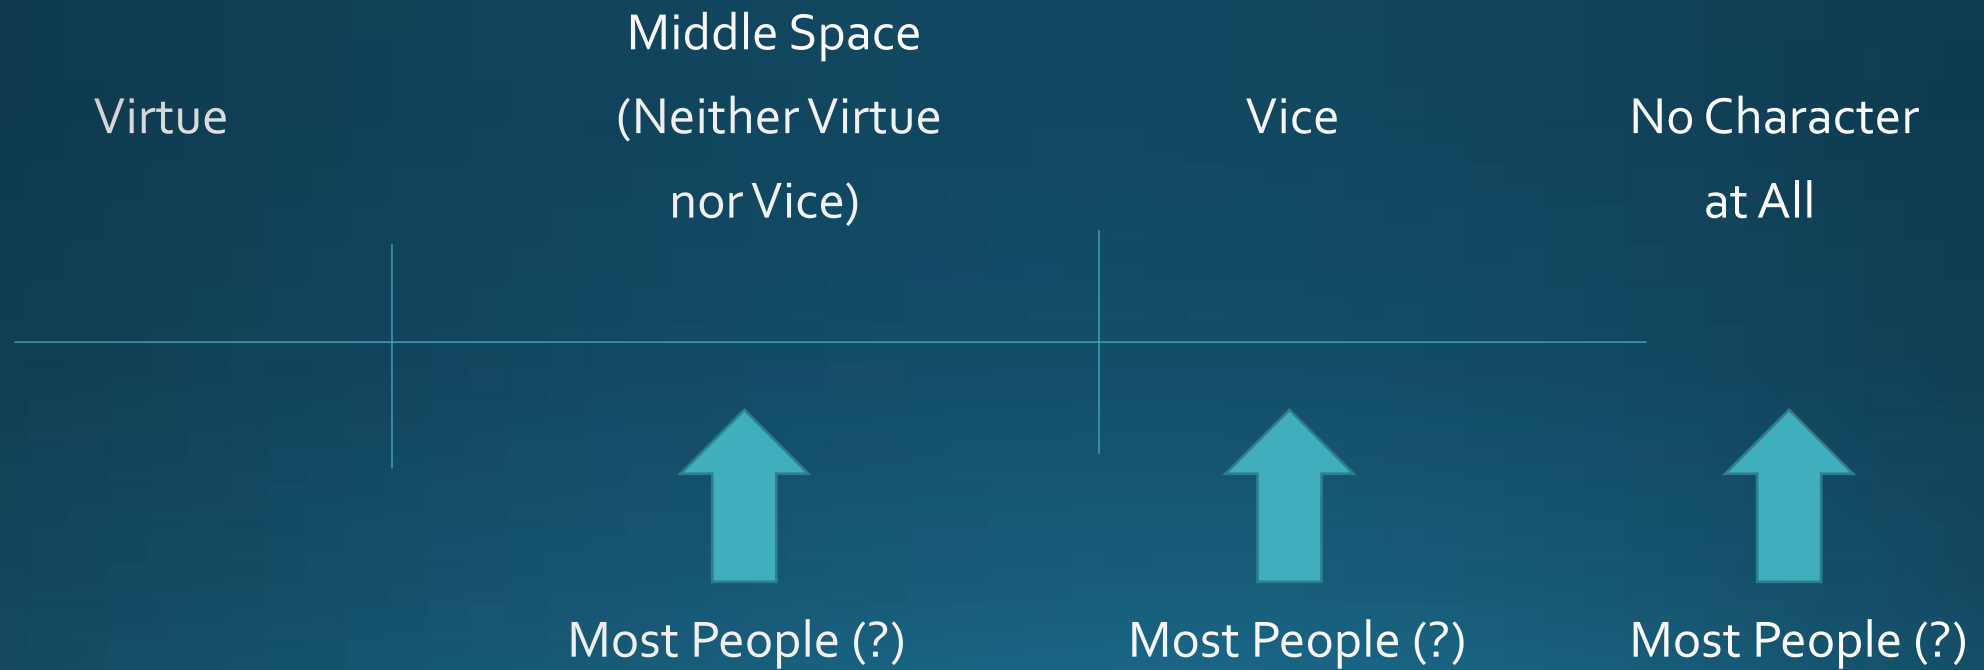 Virtue
Middle Space
(Neither Virtue
nor Vice)
Vice
No Character
at All
Most People (?)
Most People (?)
Most People (?)